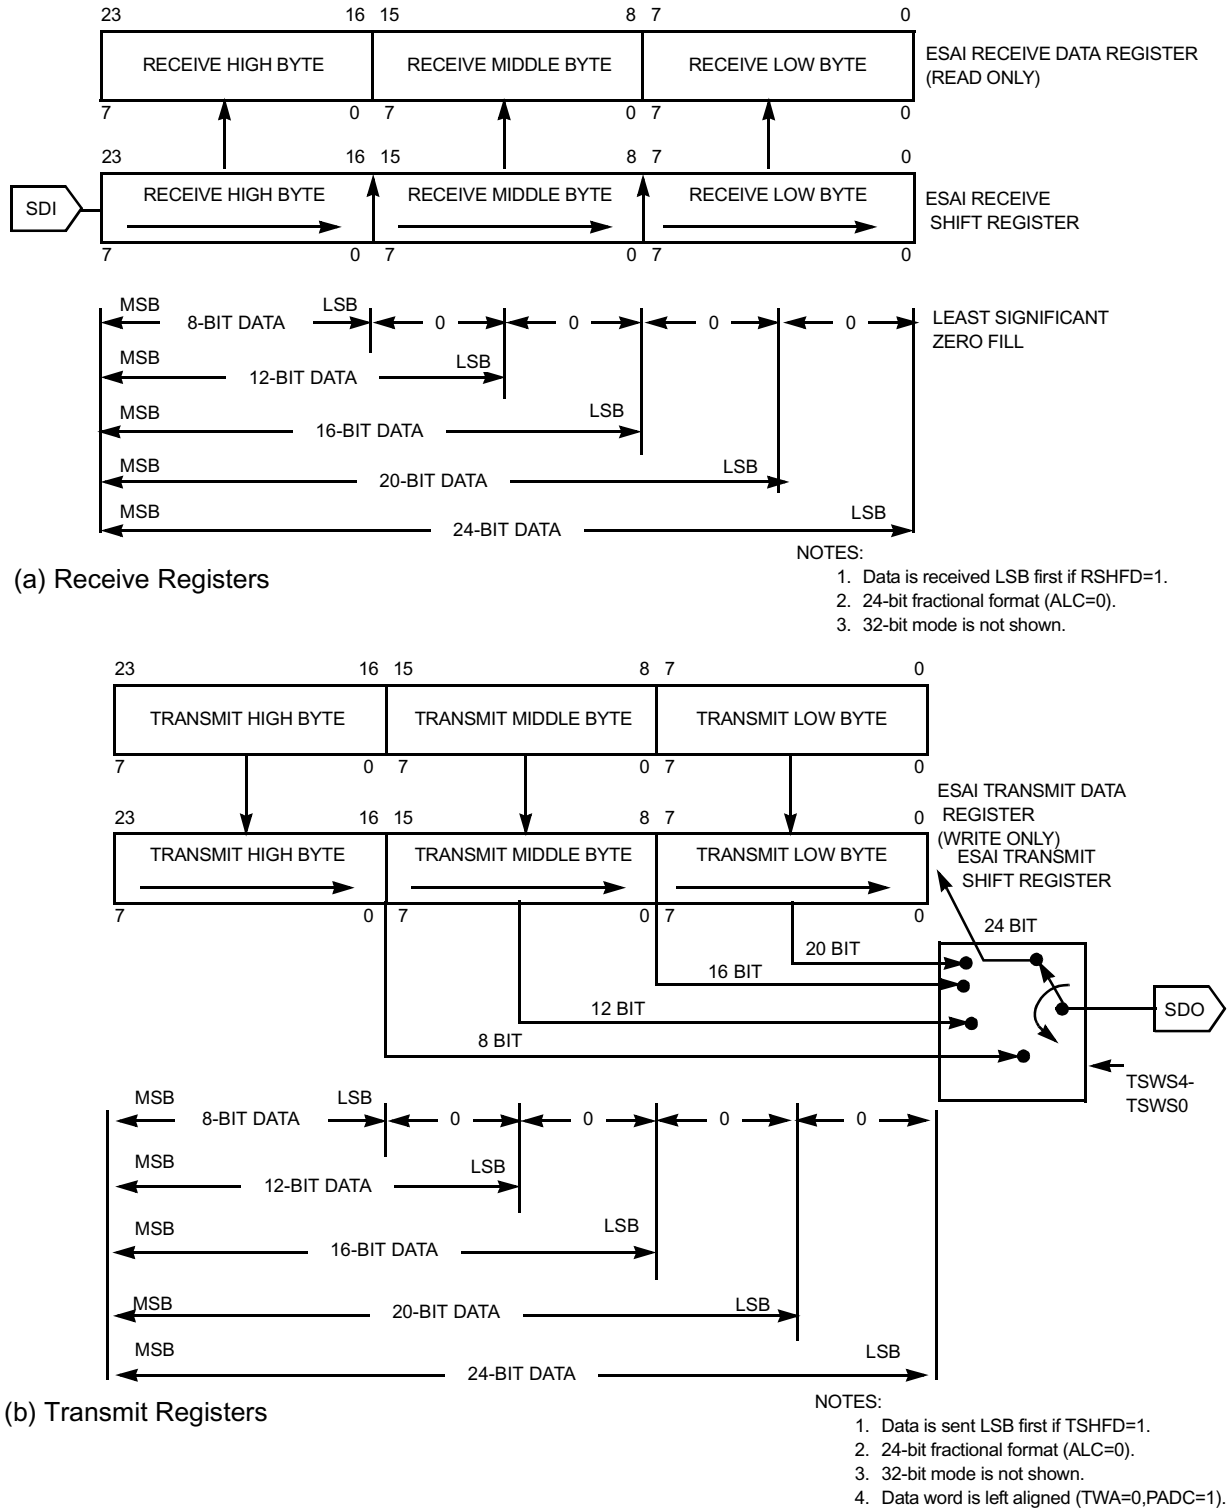 23 16 15 8 7 0
RECEIVE HIGH BYTE RECEIVE MIDDLE BYTE RECEIVE LOW BYTE
ESAI RECEIVE DATA REGISTER
(READ ONLY)
7 0 7 0 7 0
23 16 15 8 7 0
SDI
RECEIVE HIGH BYTE RECEIVE MIDDLE BYTE RECEIVE LOW BYTE
ESAI RECEIVE
SHIFT REGISTER
7 0 7 0 7 0
MSB LSB
8-BIT DATA 0 0 0 0
LEAST SIGNIFICANT
ZERO FILL
MSB LSB
12-BIT DATA
MSB LSB
16-BIT DATA
MSB LSB
20-BIT DATA
MSB LSB
24-BIT DATA
(a) Receive Registers
NOTES:
1. Data is received LSB first if RSHFD=1.
2. 24-bit fractional format (ALC=0).
3. 32-bit mode is not shown.
23 16 15 8 7 0
TRANSMIT HIGH BYTE TRANSMIT MIDDLE BYTE TRANSMIT LOW BYTE
7 0 7 0 7 0
ESAI TRANSMIT DATA
REGISTER
(WRITE ONLY)
23 16 15 8 7 0
TRANSMIT HIGH BYTE TRANSMIT MIDDLE BYTE TRANSMIT LOW BYTE
ESAI TRANSMIT
SHIFT REGISTER
7 0 7 0 7 0
24 BIT
20 BIT
16 BIT
12 BIT
8 BIT
SDO
TSWS4-
TSWS0
MSB LSB
8-BIT DATA 0 0 0 0
MSB LSB
12-BIT DATA
MSB LSB
16-BIT DATA
MSB LSB
20-BIT DATA
MSB LSB
24-BIT DATA
(b) Transmit Registers
NOTES:
1. Data is sent LSB first if TSHFD=1.
2. 24-bit fractional format (ALC=0).
3. 32-bit mode is not shown.
4. Data word is left aligned (TWA=0,PADC=1).